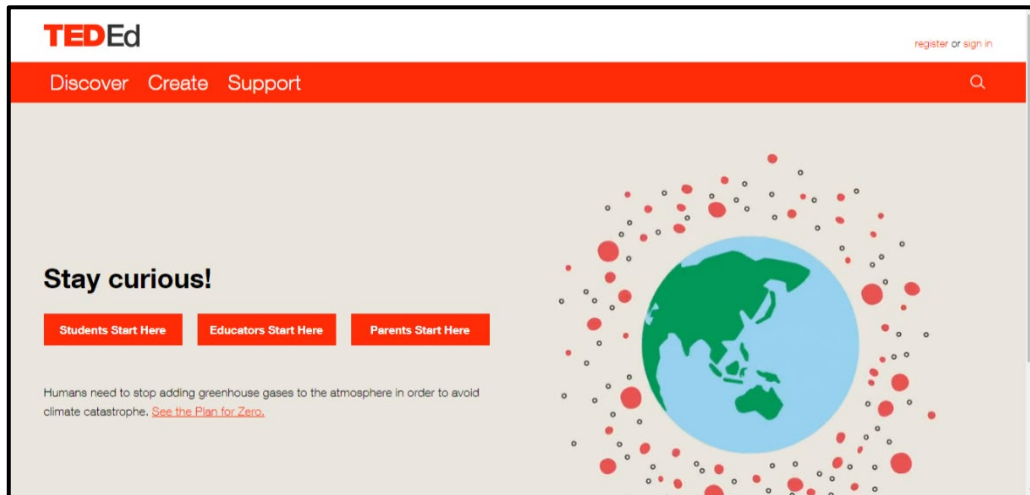 TEDEd
register or sign in
Discover Create Support
Stay curious!
Students Start Here Educators Start Here Parents Start Here
Humans need to stop adding greenhouse gases to the atmosphere in order to avoid
climate catastrophe. See the Plan for Zero.